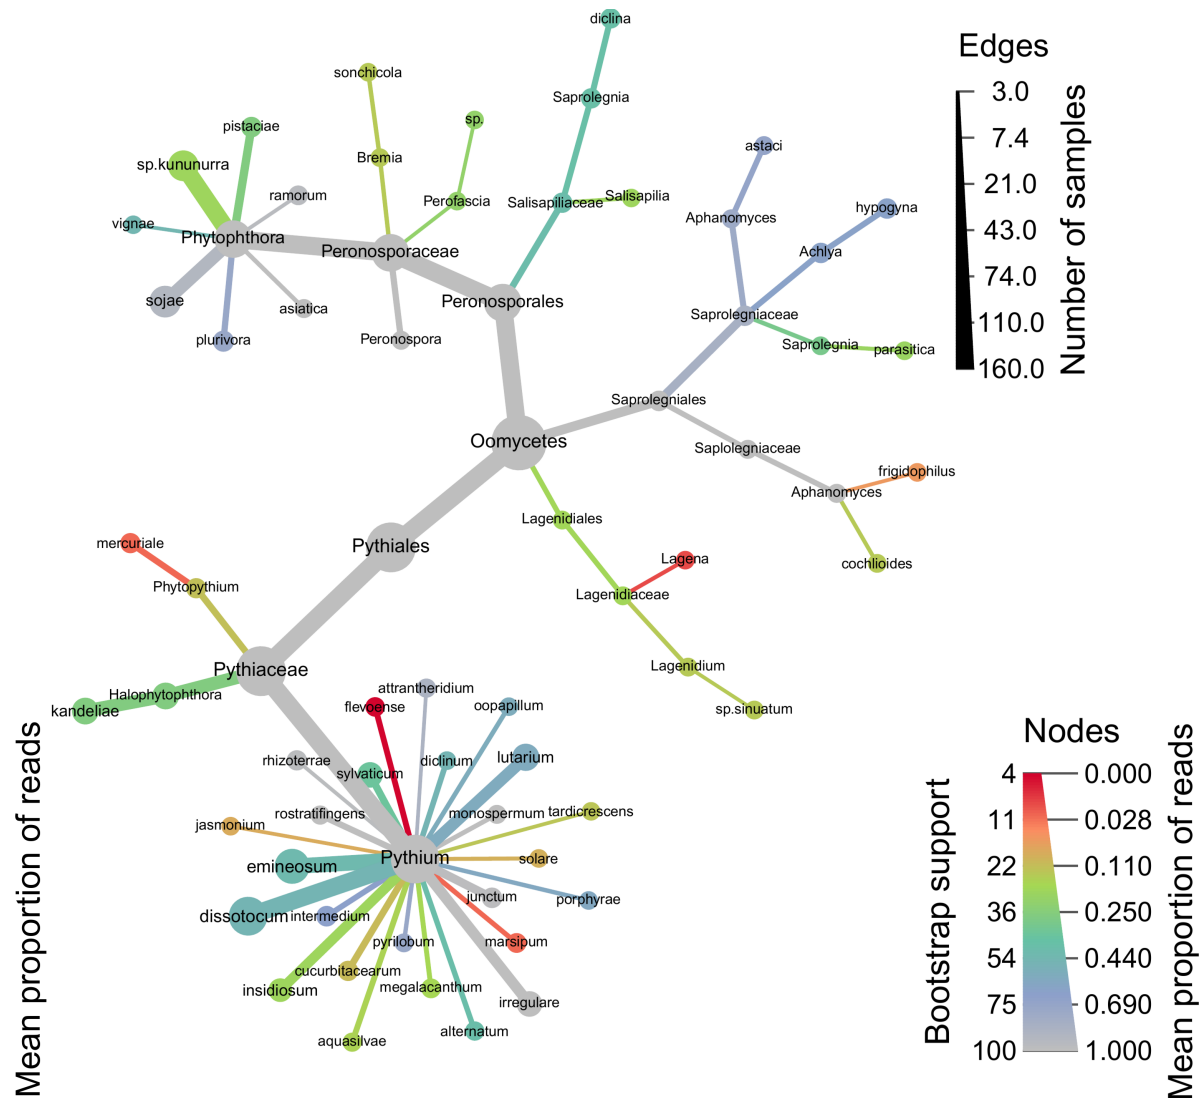 diclina
Edges
sonchicola
Saprolegnia
3.0
sp.
pistaciae
7.4
astaci
Bremia
sp.kununurra
21.0
ramorum
Perofascia
Salisapiliaceae
Salisapilia
hypogyna
vignae
Aphanomyces
43.0
Number of samples
Phytophthora
Peronosporaceae
Achlya
74.0
sojae
Peronosporales
asiatica
Saprolegniaceae
110.0
plurivora
Peronospora
Saprolegnia
parasitica
160.0
Saprolegniales
Oomycetes
Saplolegniaceae
frigidophilus
Aphanomyces
Lagenidiales
mercuriale
Pythiales
Lagena
cochlioides
Phytopythium
Lagenidiaceae
Pythiaceae
Lagenidium
Halophytophthora
kandeliae
attrantheridium
flevoense
oopapillum
sp.sinuatum
Nodes
rhizoterrae
sylvaticum
diclinum
lutarium
4
0.000
rostratifingens
monospermum
tardicrescens
jasmonium
11
0.028
Pythium
solare
emineosum
22
0.110
junctum
porphyrae
dissotocum
intermedium
36
0.250
pyrilobum
marsipum
54
0.440
cucurbitacearum
insidiosum
megalacanthum
irregulare
75
0.690
aquasilvae
alternatum
100
1.000
Mean proportion of reads
Bootstrap support
Mean proportion of reads